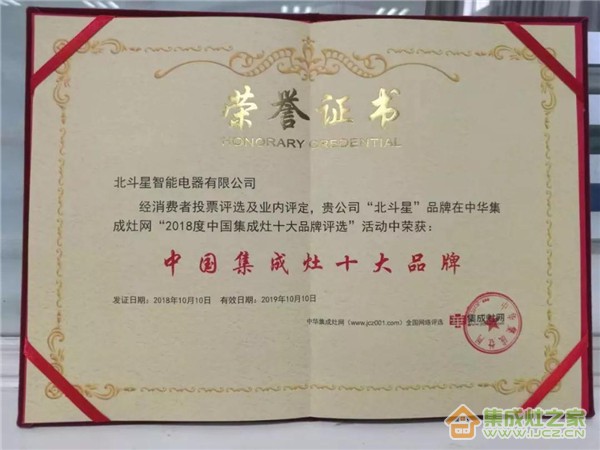 荣誉证书
HONORARY CREDENTIAL
北斗星智能电器有限公司
经消费者投票评选及业内评定，贵公司“北斗星”品牌在中华集
成灶网“2018度中国集成灶十大品牌评选”活动中荣获：
中国集成灶十大品牌
发证日期：2018年10月10日 有效日期：2019年10月10日
中华集成灶网（www.jcz001.com）全国网络评选 集成灶网
集成灶之家
WWW.IJCZ.CN